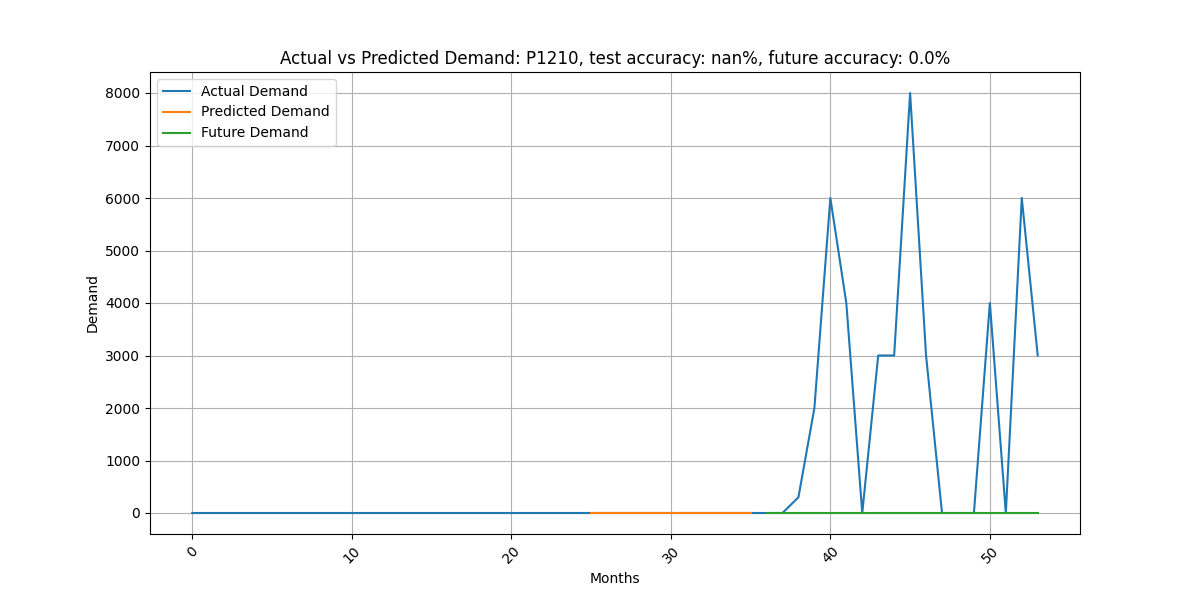 Actual vs Predicted Demand: P1210, test accuracy: nan%, future accuracy: 0.0%
Actual Demand
Predicted Demand
Future Demand
8000
7000
6000
5000
4000
3000
2000
1000
0
Demand
0 10 20 30 40 50
Months